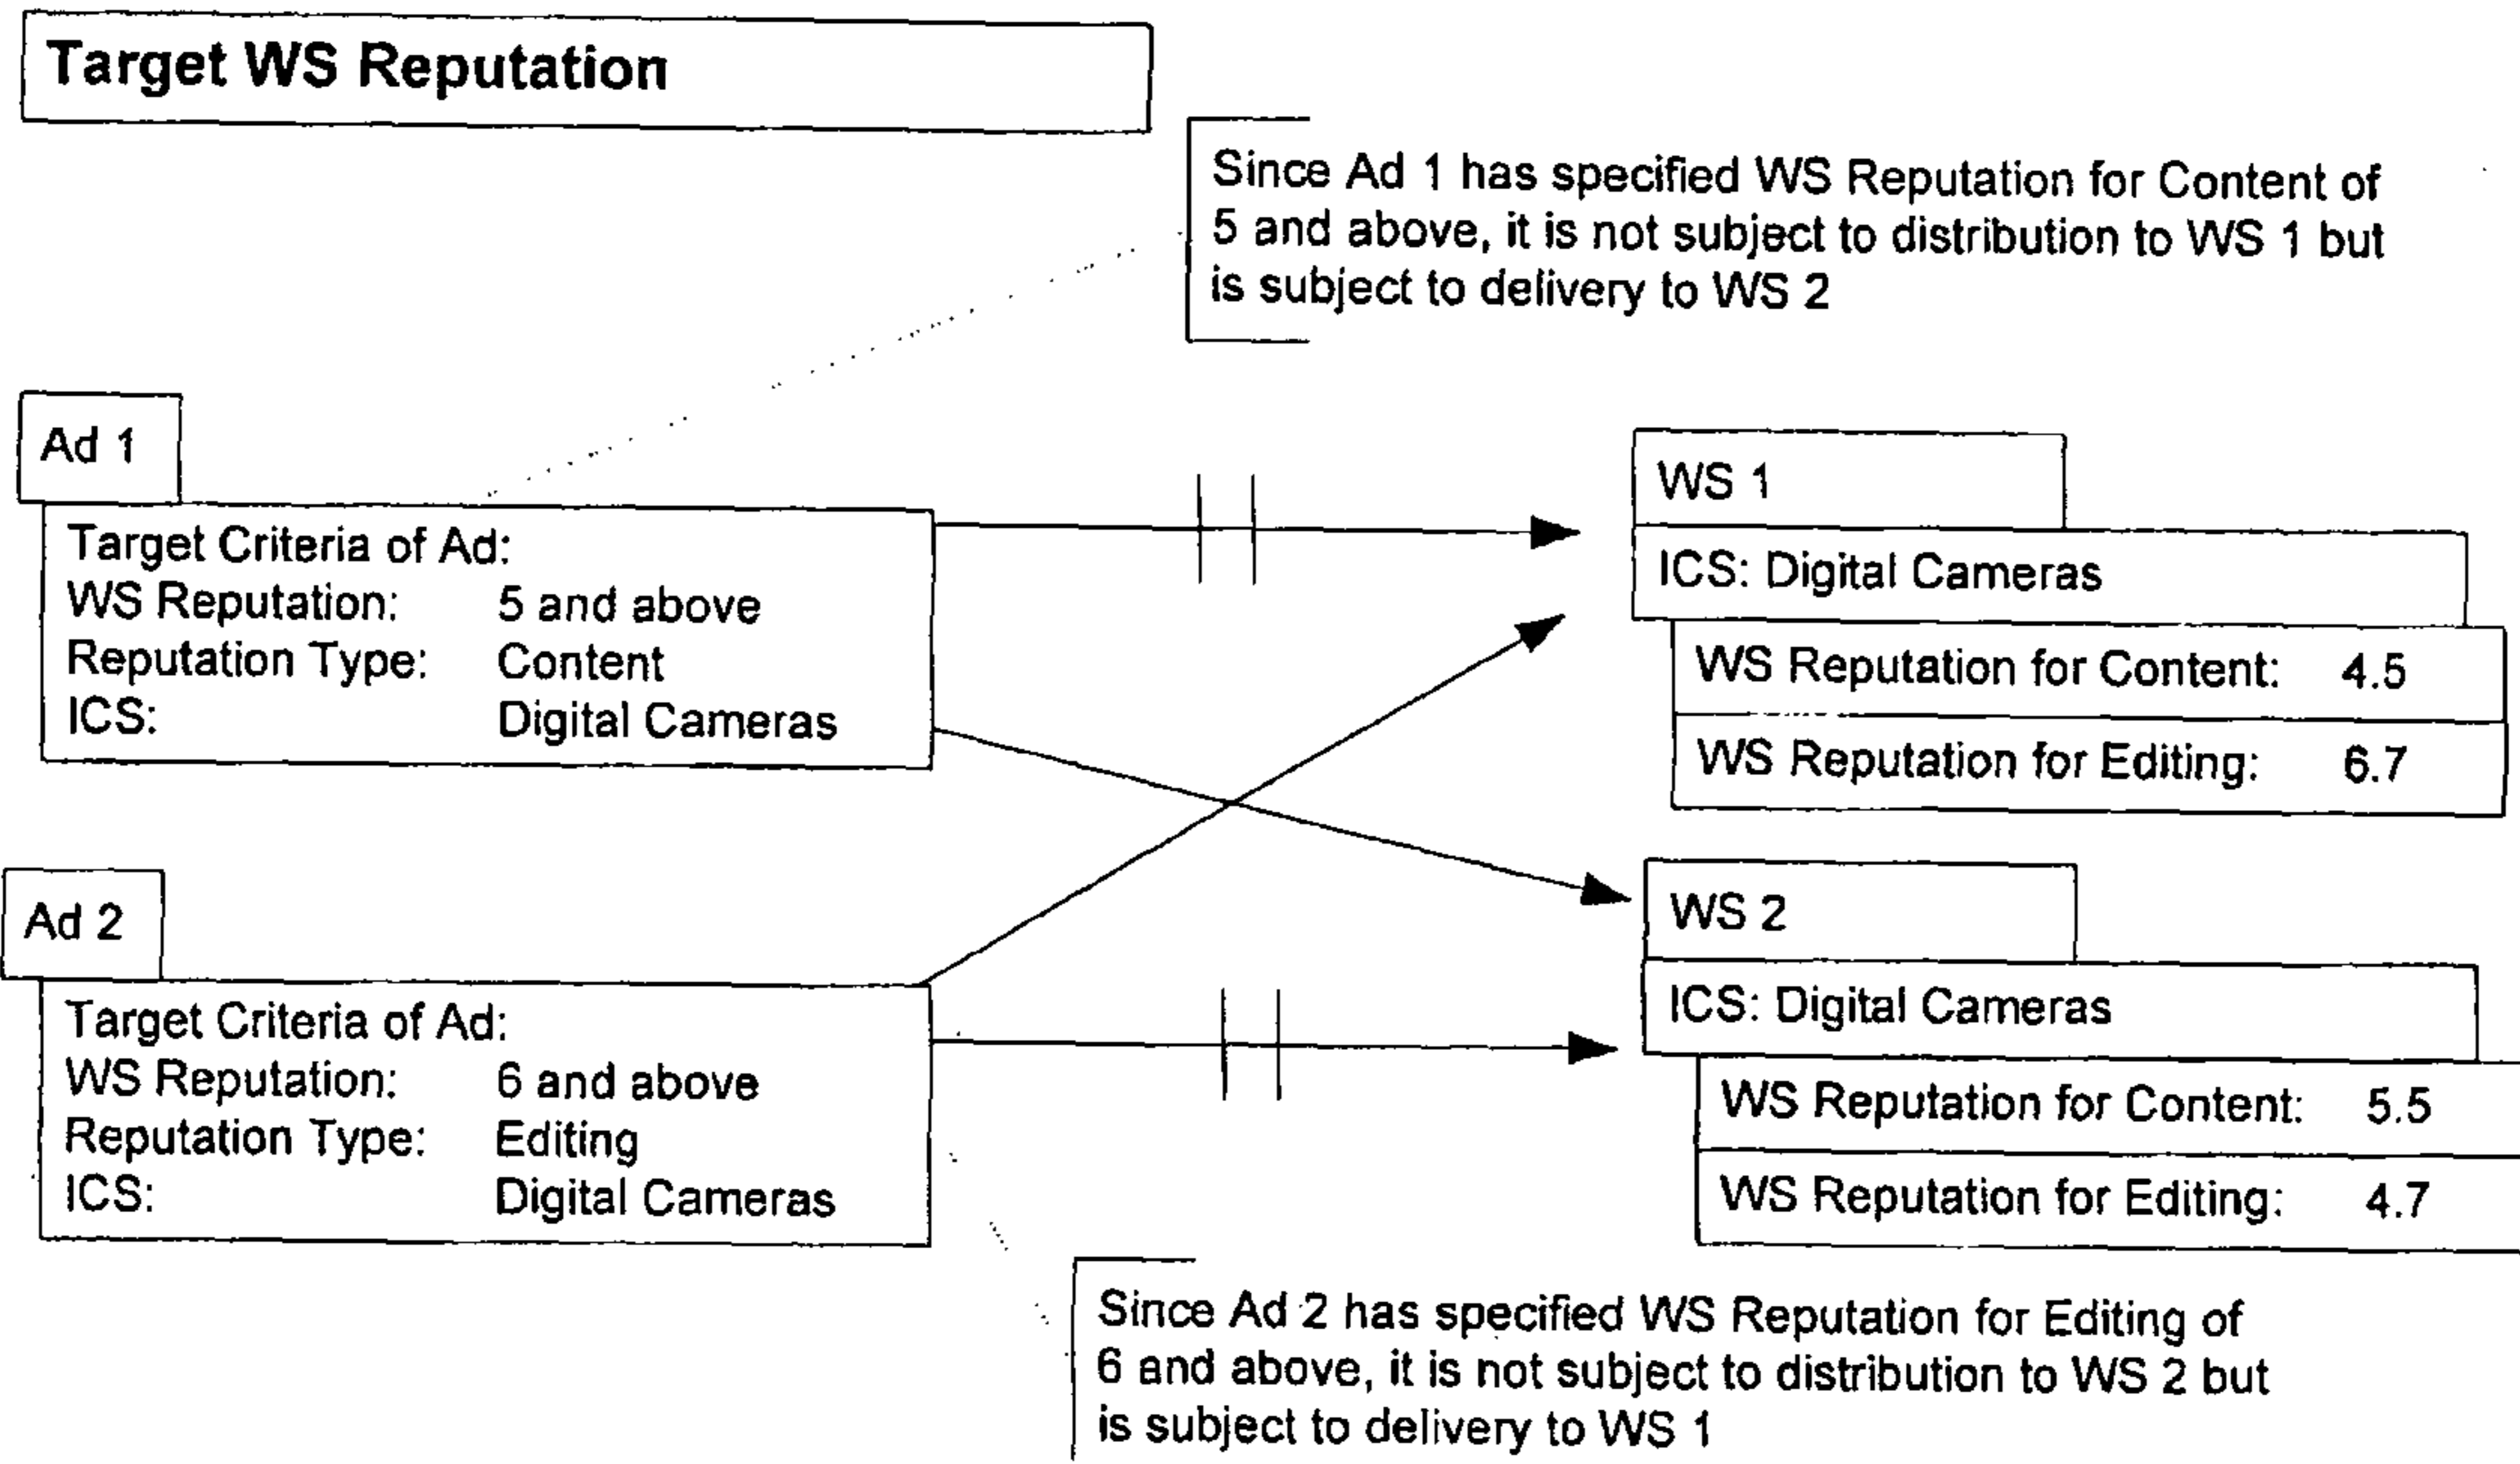 Target WS Reputation
Since Ad 1 has specified WS Reputation for Content of
5 and above, it is not subject to distribution to WS 1 but
is subject to delivery to WS 2
Ad 1
Target Criteria of Ad:
WS Reputation: 5 and above
Reputation Type: Content
ICS: Digital Cameras
WS 1
ICS: Digital Cameras
WS Reputation for Content: 4.5
WS Reputation for Editing: 6.7
Ad 2
Target Criteria of Ad:
WS Reputation: 6 and above
Reputation Type: Editing
ICS: Digital Cameras
WS 2
ICS: Digital Cameras
WS Reputation for Content: 5.5
WS Reputation for Editing: 4.7
Since Ad 2 has specified WS Reputation for Editing of
6 and above, it is not subject to distribution to WS 2 but
is subject to delivery to WS 1